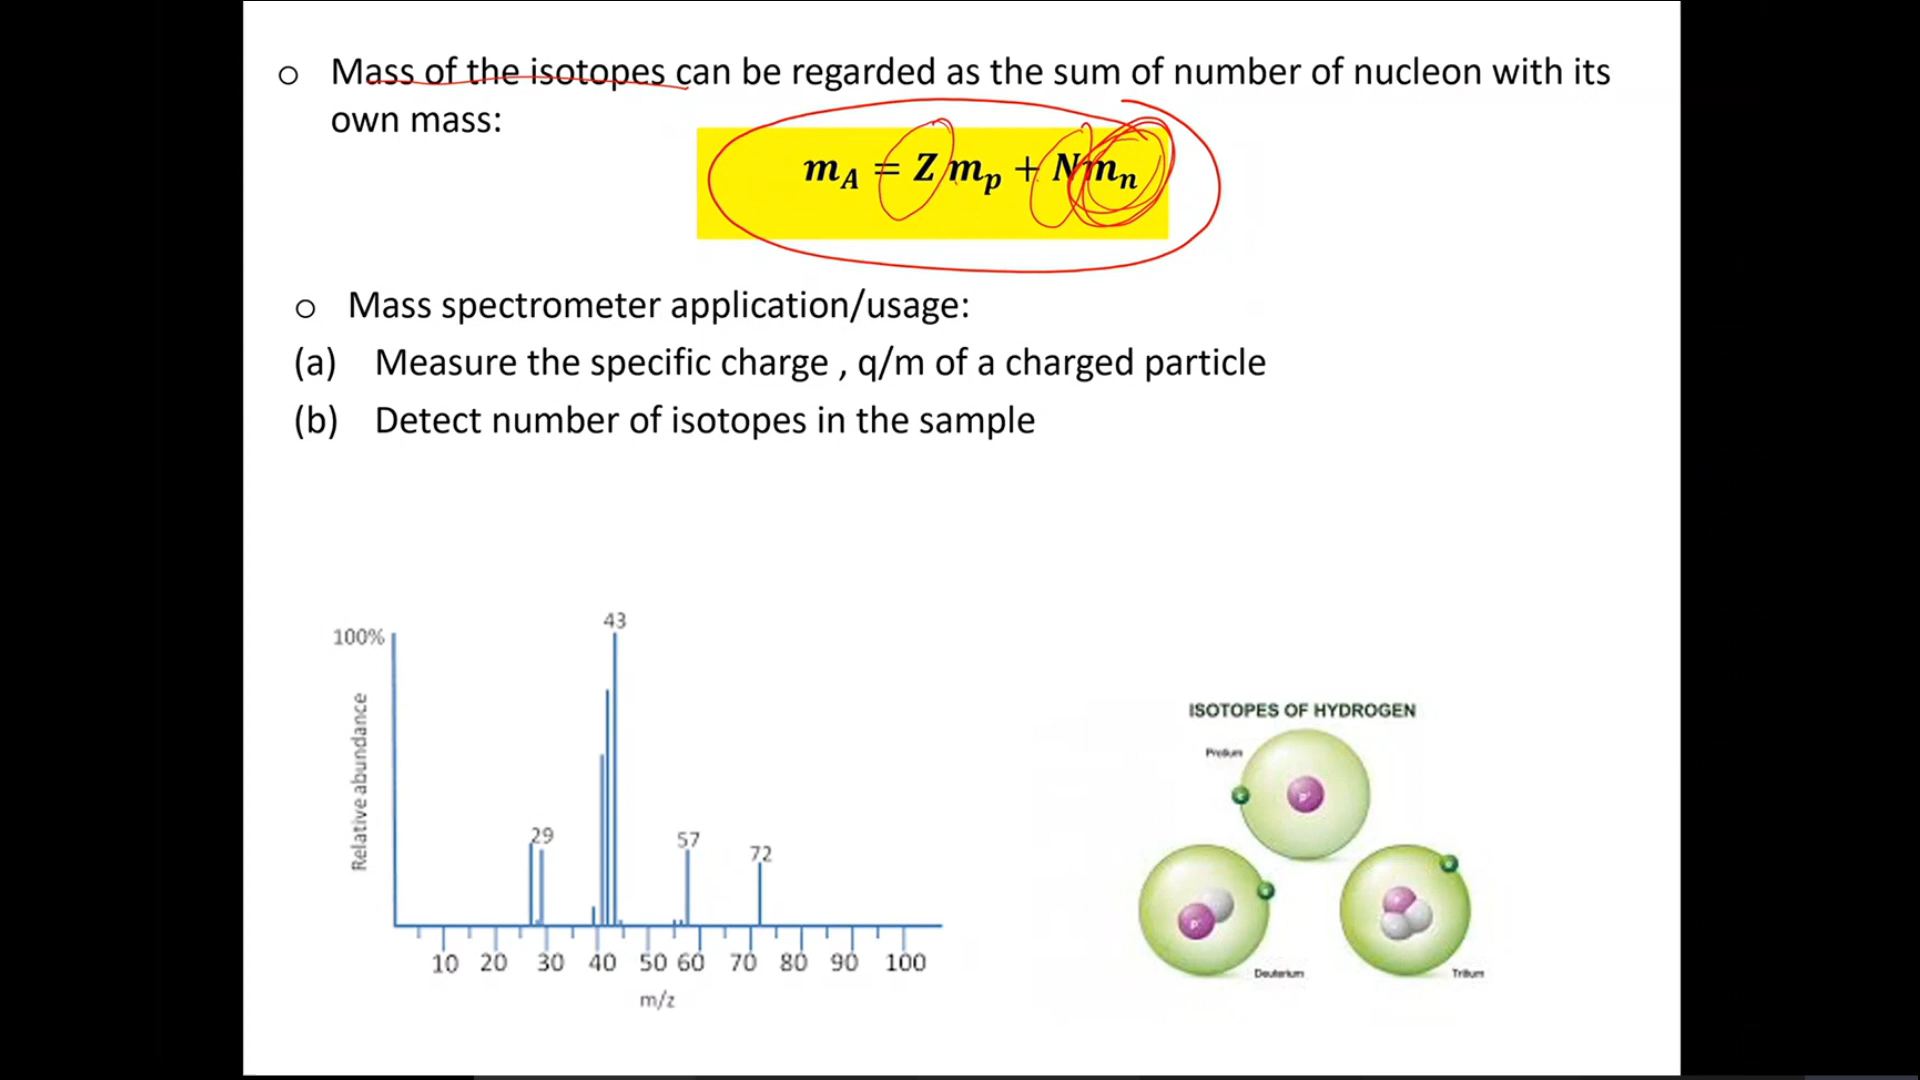 ○ Mass of the isotopes can be regarded as the sum of number of nucleon with its
own mass:
m_A = Z m_p + N m_n
○ Mass spectrometer application/usage:
(a) Measure the specific charge , q/m of a charged particle
(b) Detect number of isotopes in the sample
43
100%
Relative abundance
29
57
72
10 20 30 40 50 60 70 80 90 100
m/z
ISOTOPES OF HYDROGEN
Protium
Deuterium
Tritium